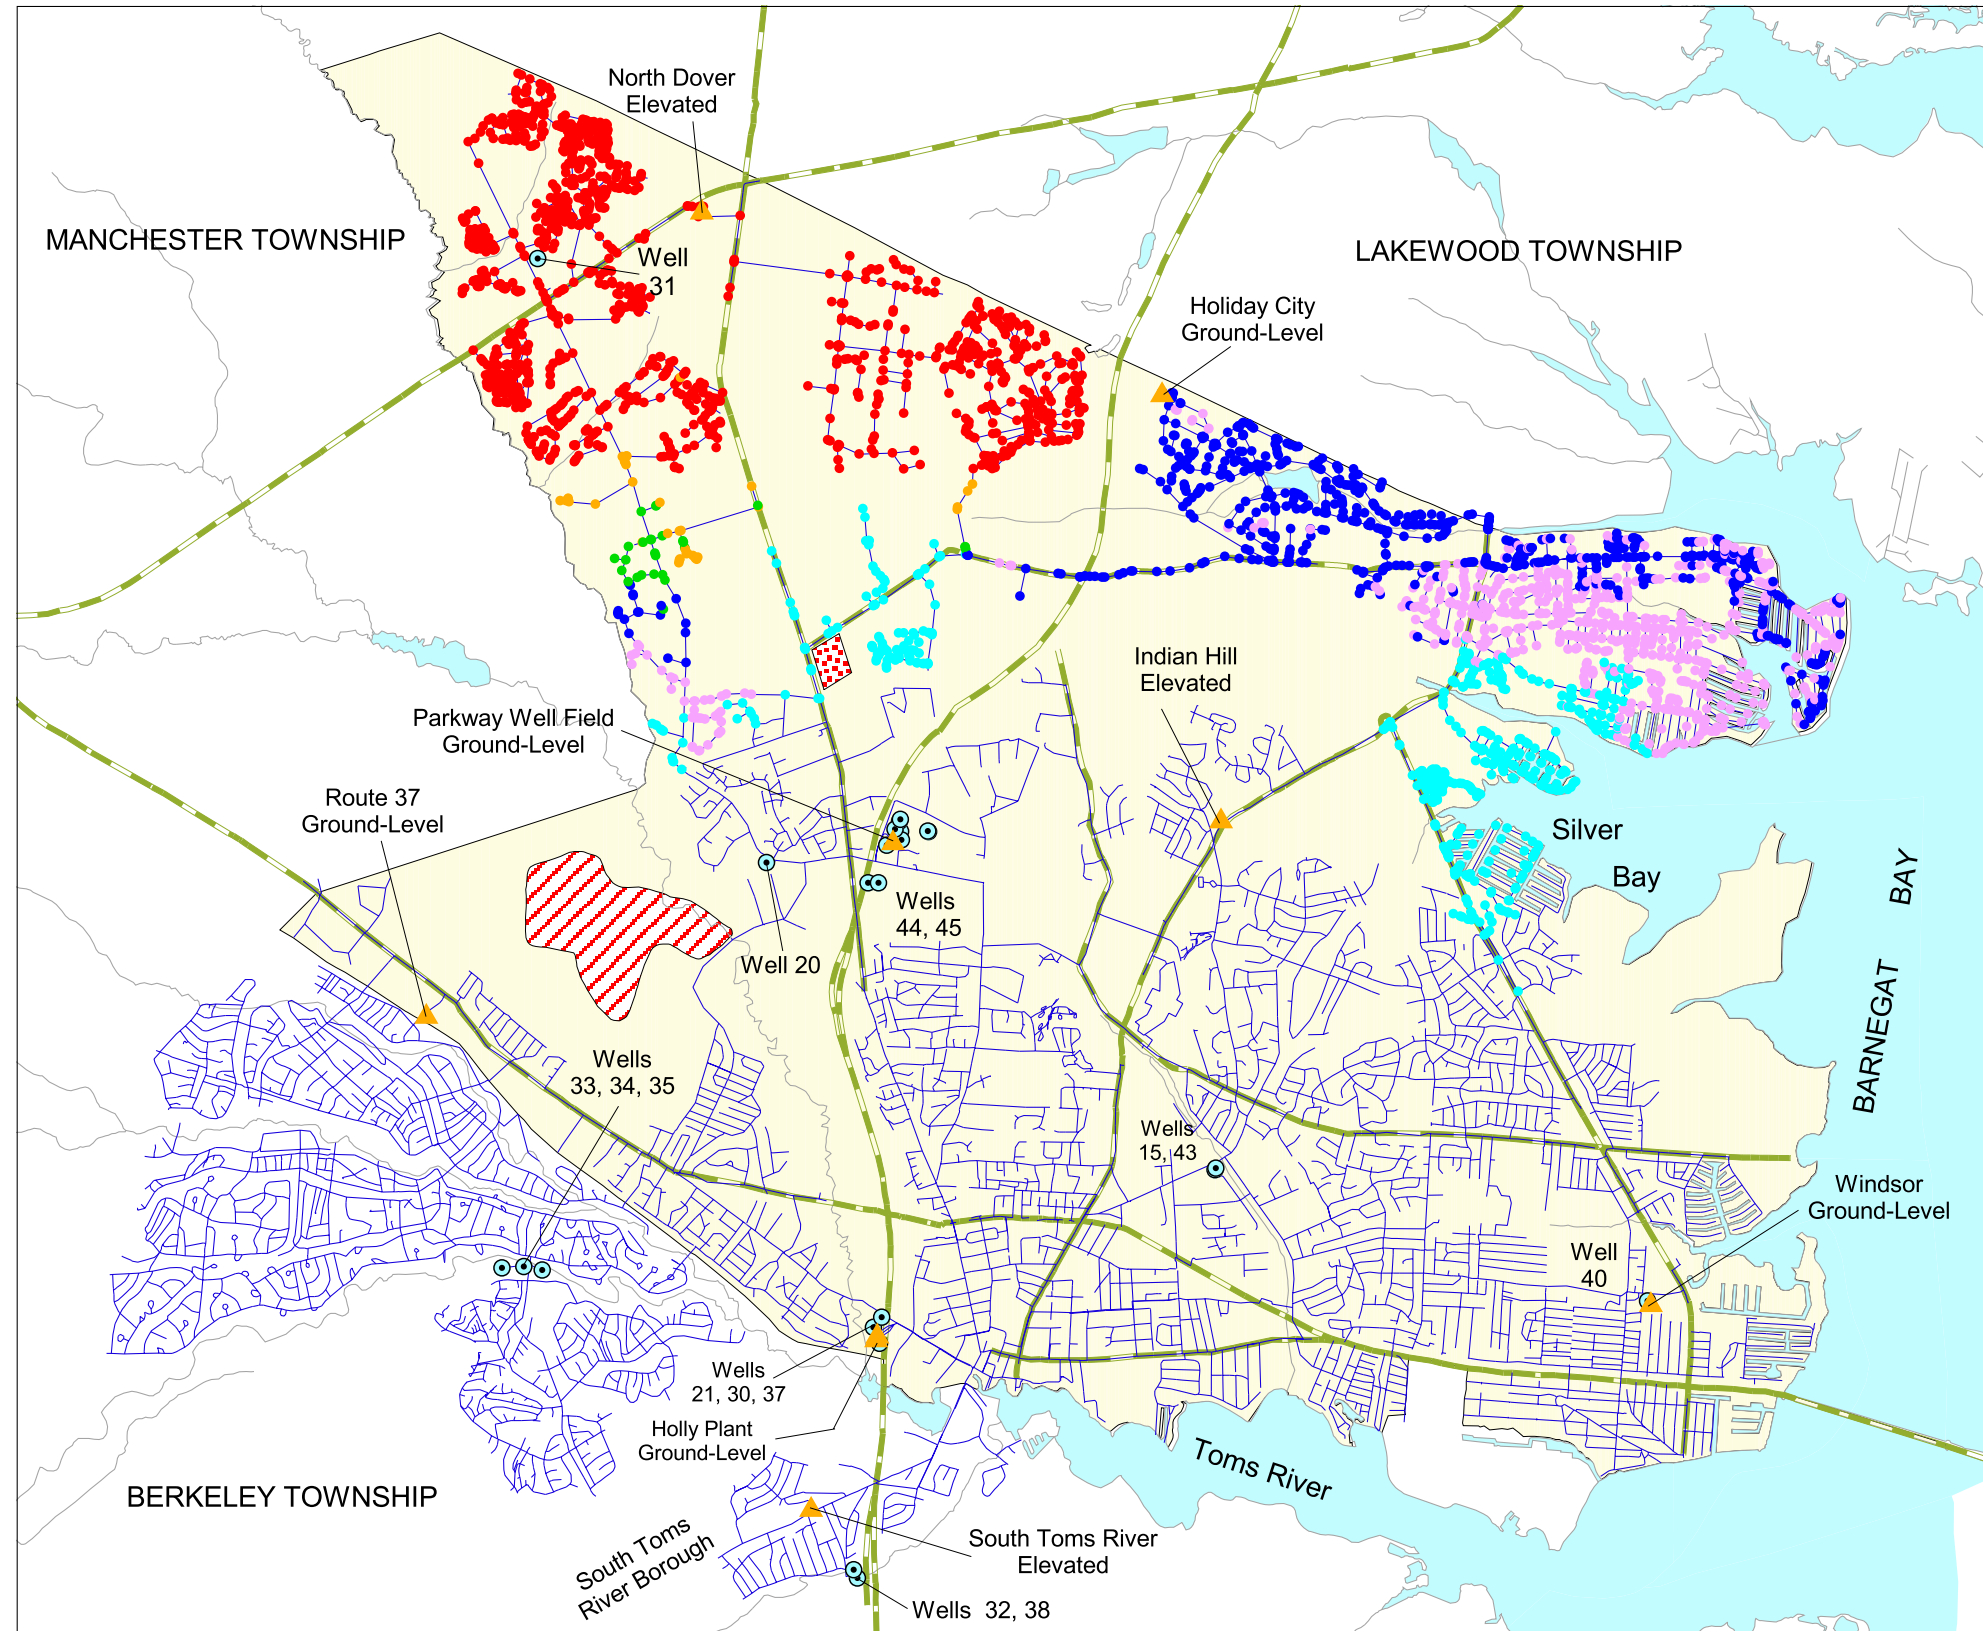 North Dover
Elevated
MANCHESTER TOWNSHIP
Well
31
LAKEWOOD TOWNSHIP
Holiday City
Ground-Level
Indian Hill
Elevated
Parkway Well Field
Ground-Level
Route 37
Ground-Level
Silver
Bay
BARNEGAT BAY
Wells
44, 45
Well 20
Wells
33, 34, 35
Wells
15, 43
Windsor
Ground-Level
Well
40
Wells
21, 30, 37
Holly Plant
Ground-Level
Toms River
BERKELEY TOWNSHIP
South Toms
River Borough
South Toms River
Elevated
Wells 32, 38